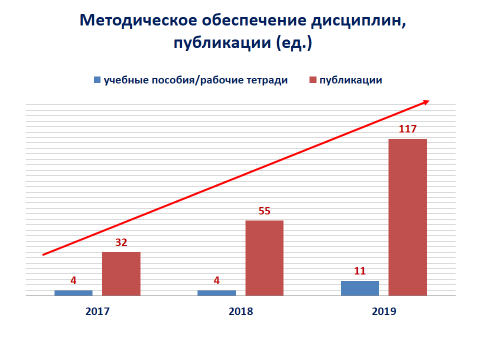 Методическое обеспечение дисциплин,
публикации (ед.)
учебные пособия/рабочие тетради публикации
117
55
32
4 4 11
2017 2018 2019